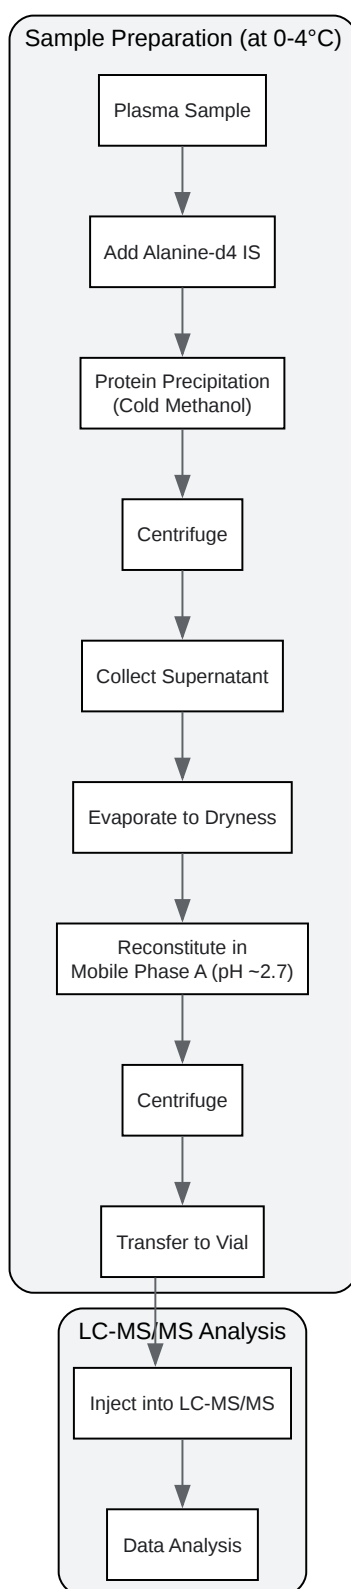 Sample Preparation (at 0-4°C)
Plasma Sample
Add Alanine-d4 IS
Protein Precipitation
(Cold Methanol)
Centrifuge
Collect Supernatant
Evaporate to Dryness
Reconstitute in
Mobile Phase A (pH ~2.7)
Centrifuge
Transfer to Vial
LC-MS/MS Analysis
Inject into LC-MS/MS
Data Analysis